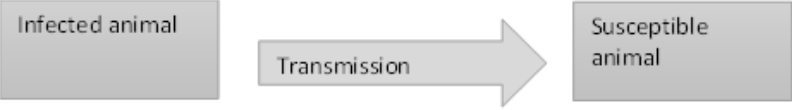 Infected animal
Transmission
Susceptible
animal